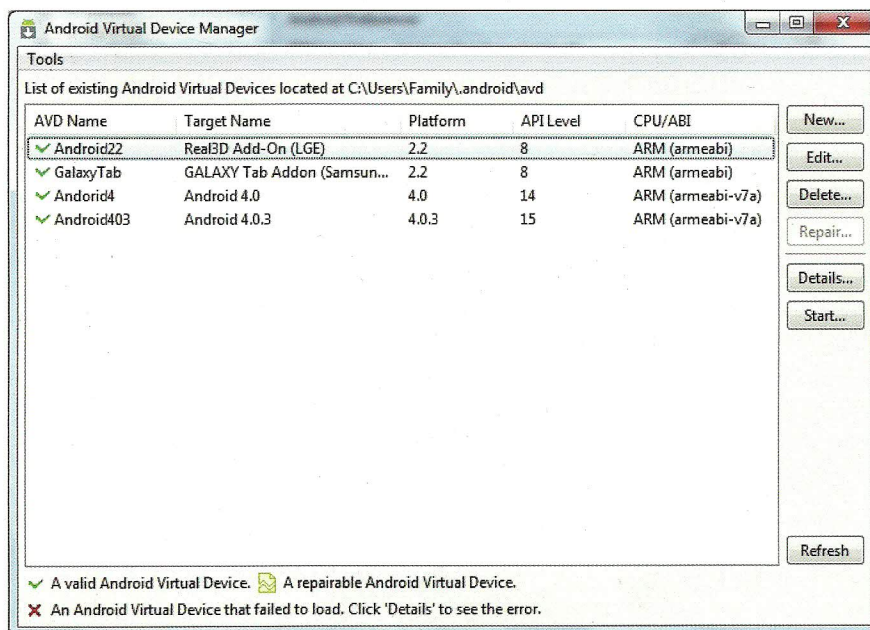 Android Virtual Device Manager
Tools
List of existing Android Virtual Devices located at C:\Users\Family\.android\avd
AVD Name Target Name Platform API Level CPU/ABI
Android22 Real3D Add-On (LGE) 2.2 8 ARM (armeabi)
GalaxyTab GALAXY Tab Addon (Samsun... 2.2 8 ARM (armeabi)
Andorid4 Android 4.0 4.0 14 ARM (armeabi-v7a)
Android403 Android 4.0.3 4.0.3 15 ARM (armeabi-v7a)
New...
Edit...
Delete...
Repair...
Details...
Start...
Refresh
A valid Android Virtual Device. A repairable Android Virtual Device.
An Android Virtual Device that failed to load. Click 'Details' to see the error.